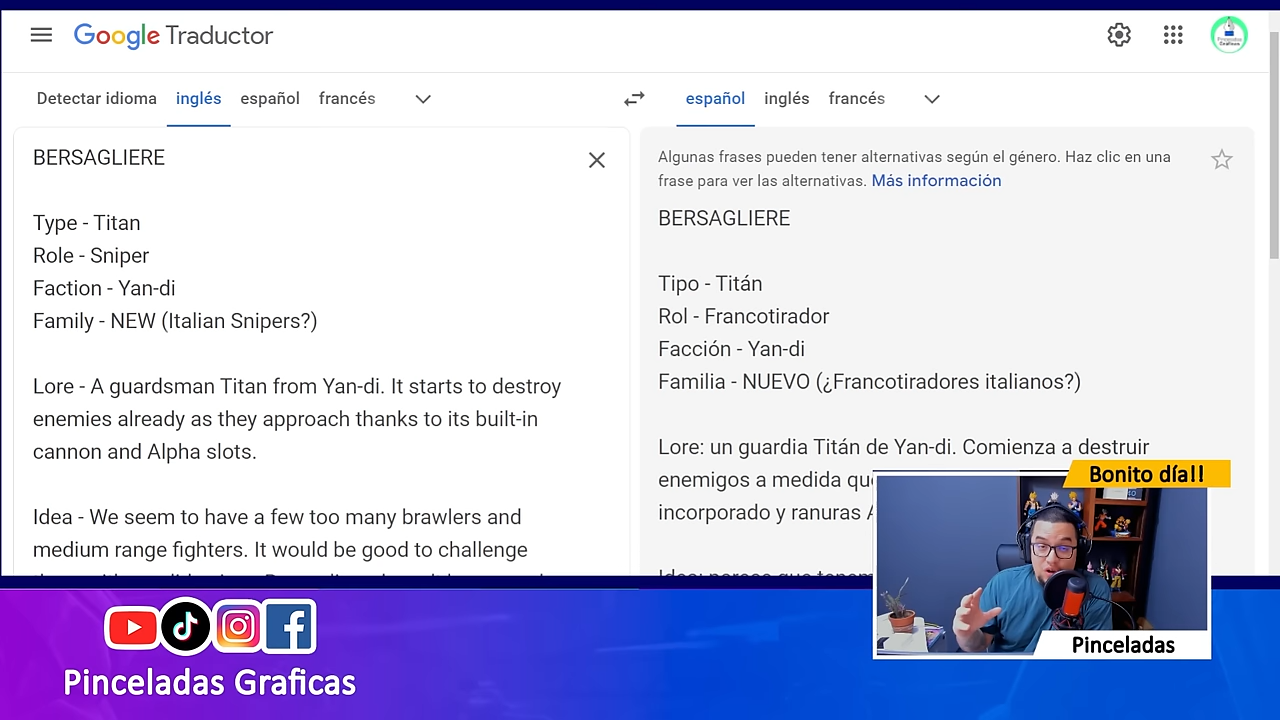 Google Traductor
Detectar idioma inglés español francés
español inglés francés
BERSAGLIERE
Type - Titan
Role - Sniper
Faction - Yan-di
Family - NEW (Italian Snipers?)
Lore - A guardsman Titan from Yan-di. It starts to destroy
enemies already as they approach thanks to its built-in
cannon and Alpha slots.
Idea - We seem to have a few too many brawlers and
medium range fighters. It would be good to challenge
Algunas frases pueden tener alternativas según el género. Haz clic en una
frase para ver las alternativas. Más información
BERSAGLIERE
Tipo - Titán
Rol - Francotirador
Facción - Yan-di
Familia - NUEVO (¿Francotiradores italianos?)
Lore: un guardia Titán de Yan-di. Comienza a destruir
enemigos a medida
incorporado y ranuras
Bonito día!!
Pinceladas
Pinceladas Graficas